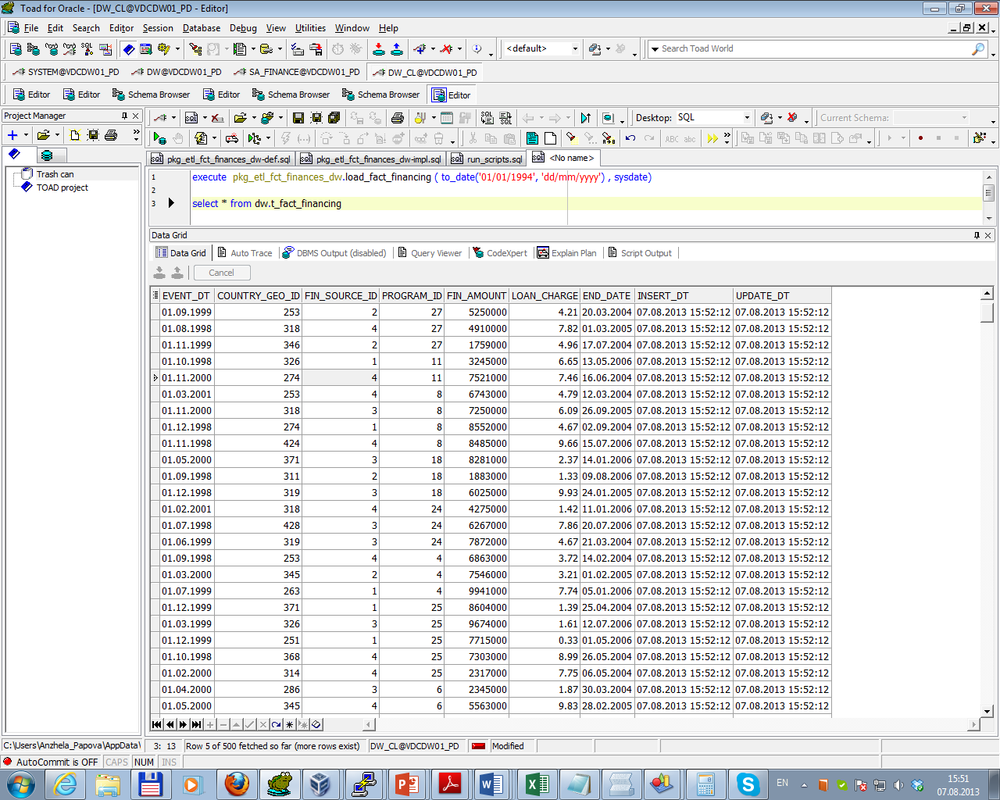 Toad for Oracle - [DW_CL@VDCDW01_PD - Editor]
File Edit Search Editor Session Database Debug View Utilities Window Help
<default> Search Toad World
SYSTEM@VDCDW01_PD DW@VDCDW01_PD SA_FINANCE@VDCDW01_PD DW_CL@VDCDW01_PD
Editor Editor Schema Browser Editor Schema Browser Schema Browser Editor
Project Manager
Desktop: SQL Current Schema:
pkg_etl_fct_finances_dw-def.sql pkg_etl_fct_finances_dw-impl.sql run_scripts.sql <No name>
Trash can
TOAD project
1 execute pkg_etl_fct_finances_dw.load_fact_financing ( to_date('01/01/1994', 'dd/mm/yyyy') , sysdate)
2
3 select * from dw.t_fact_financing
Data Grid
Data Grid Auto Trace DBMS Output (disabled) Query Viewer CodeXpert Explain Plan Script Output
Cancel
EVENT_DT COUNTRY_GEO_ID FIN_SOURCE_ID PROGRAM_ID FIN_AMOUNT LOAN_CHARGE END_DATE INSERT_DT UPDATE_DT
01.09.1999 253 2 27 5250000 4.21 20.03.2004 07.08.2013 15:52:12 07.08.2013 15:52:12
01.08.1998 318 4 27 4910000 7.82 01.03.2005 07.08.2013 15:52:12 07.08.2013 15:52:12
01.11.1999 346 2 27 1759000 4.96 17.07.2004 07.08.2013 15:52:12 07.08.2013 15:52:12
01.10.1998 326 1 11 3245000 6.65 13.05.2006 07.08.2013 15:52:12 07.08.2013 15:52:12
01.11.2000 274 4 11 7521000 7.46 16.06.2004 07.08.2013 15:52:12 07.08.2013 15:52:12
01.03.2001 253 4 8 6743000 4.79 12.03.2004 07.08.2013 15:52:12 07.08.2013 15:52:12
01.11.2000 318 3 8 7250000 6.09 26.09.2005 07.08.2013 15:52:12 07.08.2013 15:52:12
01.12.1998 274 1 8 8552000 4.67 02.09.2004 07.08.2013 15:52:12 07.08.2013 15:52:12
01.11.1998 424 4 8 8485000 9.66 15.07.2006 07.08.2013 15:52:12 07.08.2013 15:52:12
01.05.2000 371 3 18 8281000 2.37 14.01.2006 07.08.2013 15:52:12 07.08.2013 15:52:12
01.09.1998 311 2 18 1883000 1.33 09.08.2006 07.08.2013 15:52:12 07.08.2013 15:52:12
01.12.1998 319 3 18 6025000 9.93 24.01.2005 07.08.2013 15:52:12 07.08.2013 15:52:12
01.02.2001 318 4 24 4275000 1.42 11.01.2006 07.08.2013 15:52:12 07.08.2013 15:52:12
01.07.1998 428 3 24 6267000 7.86 20.07.2006 07.08.2013 15:52:12 07.08.2013 15:52:12
01.06.1999 319 3 24 7872000 4.67 21.03.2004 07.08.2013 15:52:12 07.08.2013 15:52:12
01.09.1998 253 4 4 6863000 3.72 14.02.2004 07.08.2013 15:52:12 07.08.2013 15:52:12
01.03.2000 345 2 4 7546000 3.21 01.02.2005 07.08.2013 15:52:12 07.08.2013 15:52:12
01.07.1999 263 1 4 9941000 7.74 05.01.2006 07.08.2013 15:52:12 07.08.2013 15:52:12
01.12.1999 371 1 25 8604000 1.39 25.04.2004 07.08.2013 15:52:12 07.08.2013 15:52:12
01.03.1999 326 3 25 9674000 1.61 12.07.2006 07.08.2013 15:52:12 07.08.2013 15:52:12
01.12.1999 251 1 25 7715000 0.33 01.05.2006 07.08.2013 15:52:12 07.08.2013 15:52:12
01.10.1998 368 4 25 7303000 8.99 26.05.2004 07.08.2013 15:52:12 07.08.2013 15:52:12
01.02.2000 314 4 25 2317000 7.75 06.05.2004 07.08.2013 15:52:12 07.08.2013 15:52:12
01.04.2000 286 3 6 2345000 1.87 30.03.2004 07.08.2013 15:52:12 07.08.2013 15:52:12
01.05.2000 345 4 6 5563000 9.83 28.02.2005 07.08.2013 15:52:12 07.08.2013 15:52:12
C:\Users\Anzhela_Papova\AppData\ 3: 13 Row 5 of 500 fetched so far (more rows exist) DW_CL@VDCDW01_PD Modified
AutoCommit is OFF CAPS NUM INS
EN 15:51
07.08.2013